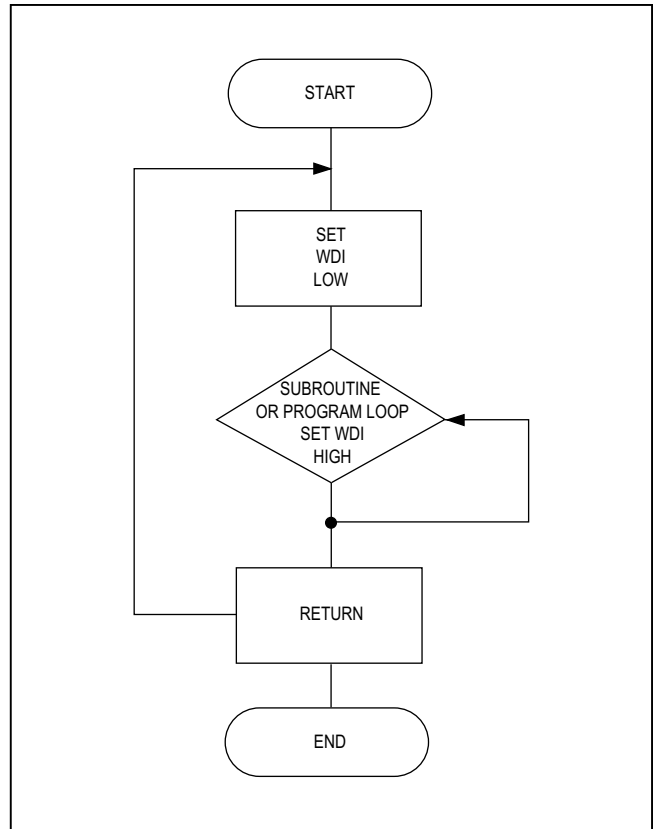 START
SET
WDI
LOW
SUBROUTINE
OR PROGRAM LOOP
SET WDI
HIGH
RETURN
END